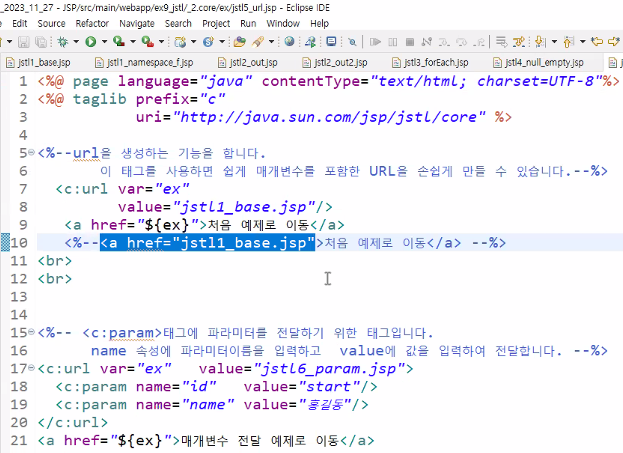 _2023_11_27 - JSP/src/main/webapp/ex9_jstl/_2.core/ex/jstl5_url.jsp - Eclipse IDE
Edit Source Refactor Navigate Search Project Run Window Help
jstl1_base.jsp jstl1_namespace_f.jsp jstl2_out.jsp jstl2_out2.jsp jstl3_forEach.jsp jstl4_null_empty.jsp
1 <%@ page language="java" contentType="text/html; charset=UTF-8"%>
2 <%@ taglib prefix="c"
3 uri="http://java.sun.com/jsp/jstl/core" %>
4
5 <%--url을 생성하는 기능을 합니다.
6 이 태그를 사용하면 쉽게 매개변수를 포함한 URL을 손쉽게 만들 수 있습니다.--%>
7 <c:url var="ex"
8 value="jstl1_base.jsp"/>
9 <a href="${ex}">처음 예제로 이동</a>
10 <%--<a href="jstl1_base.jsp">처음 예제로 이동</a> --%>
11 <br>
12 <br>
13
14
15 <%-- <c:param>태그에 파라미터를 전달하기 위한 태그입니다.
16 name 속성에 파라미터이름을 입력하고 value에 값을 입력하여 전달합니다. --%>
17 <c:url var="ex" value="jstl6_param.jsp">
18 <c:param name="id" value="start"/>
19 <c:param name="name" value="홍길동"/>
20 </c:url>
21 <a href="${ex}">매개변수 전달 예제로 이동</a>